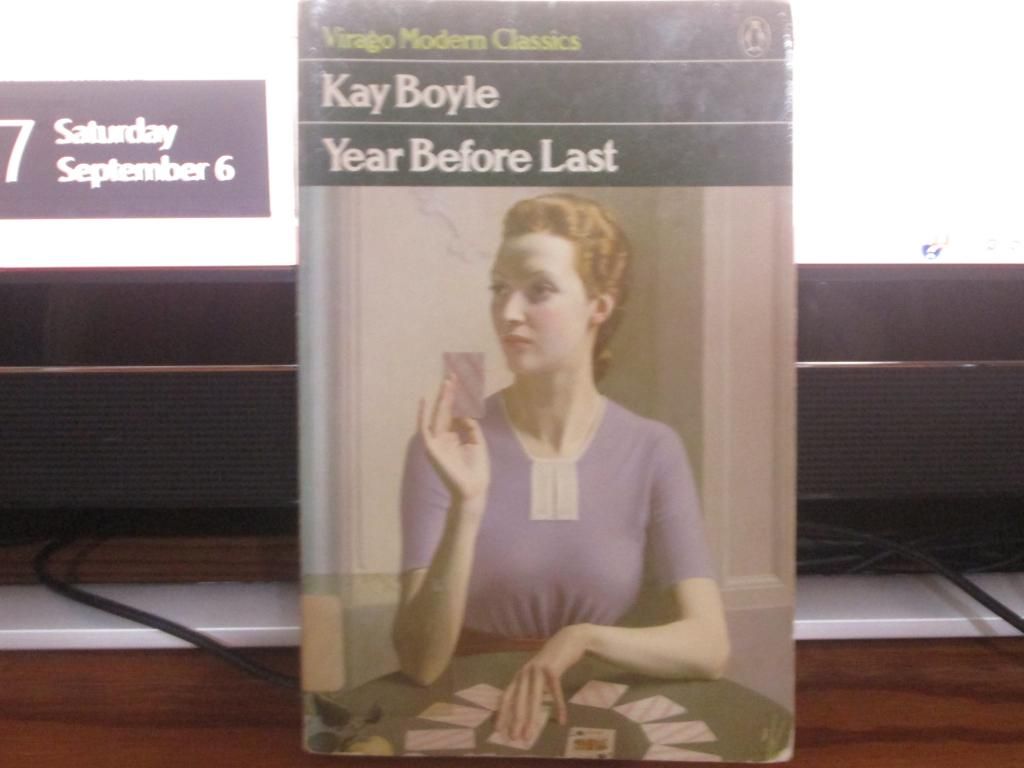 Virago Modern Classics
Kay Boyle
Year Before Last
7 Saturday
September 6